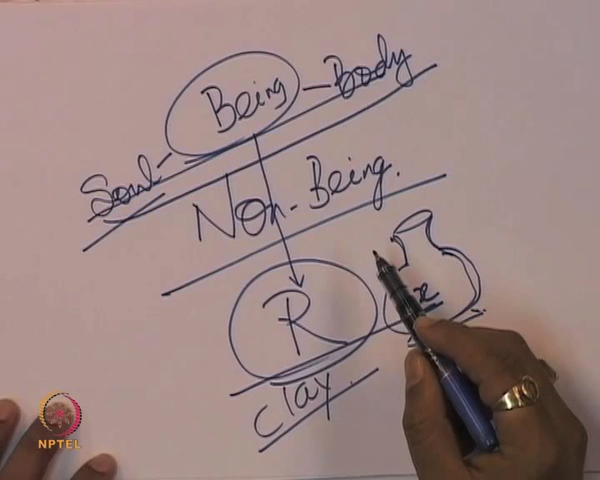 Being - Body
Soul -
Non-Being.
R
x
clay.
NPTEL